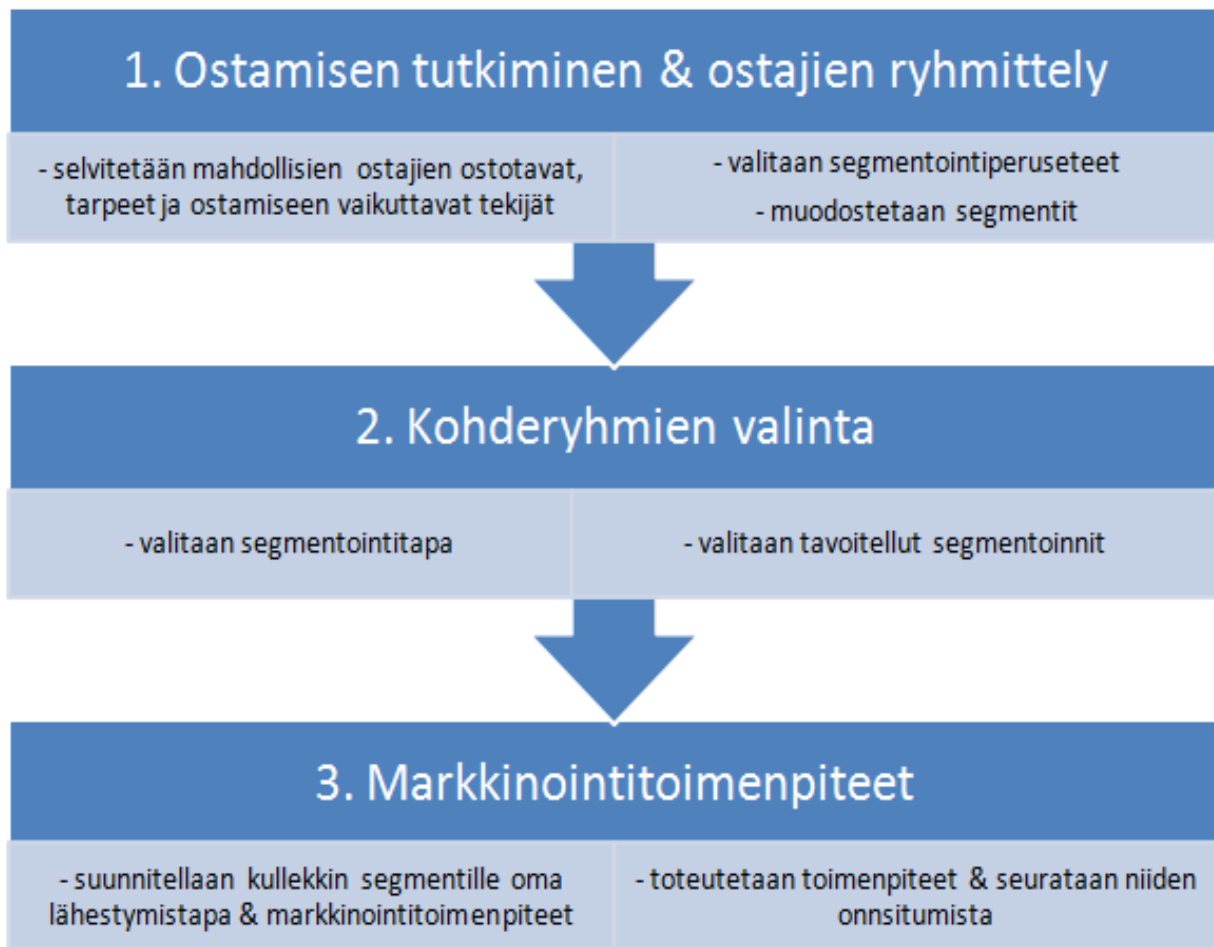 1. Ostamisen tutkiminen & ostajien ryhmittely
- selvitetään mahdollisien ostajien ostotavat,
tarpeet ja ostamiseen vaikuttavat tekijät
- valitaan segmentointiperuseteet
- muodostetaan segmentit
2. Kohderyhmien valinta
- valitaan segmentointitapa
- valitaan tavoitellut segmentoinnit
3. Markkinointitoimenpiteet
- suunnitellaan kullekkin segmentille oma
lähestymistapa & markkinointitoimenpiteet
- toteutetaan toimenpiteet & seurataan niiden
onnsitumista